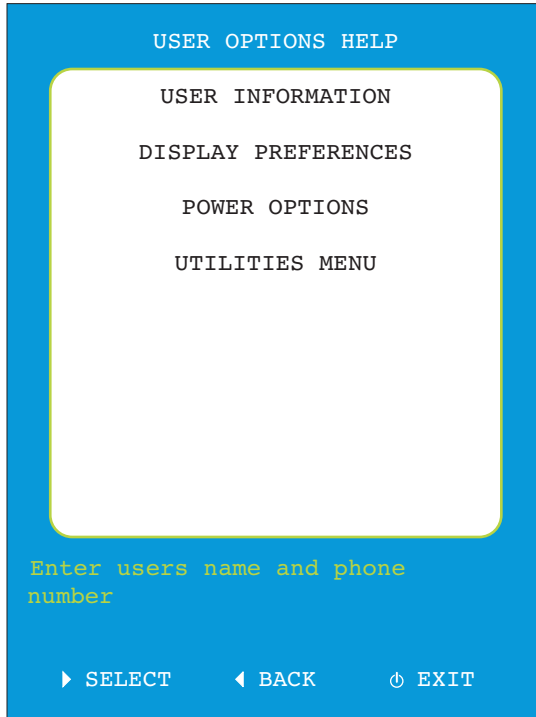 USER OPTIONS HELP
USER INFORMATION
DISPLAY PREFERENCES
POWER OPTIONS
UTILITIES MENU
Enter users name and phone
number
SELECT BACK EXIT